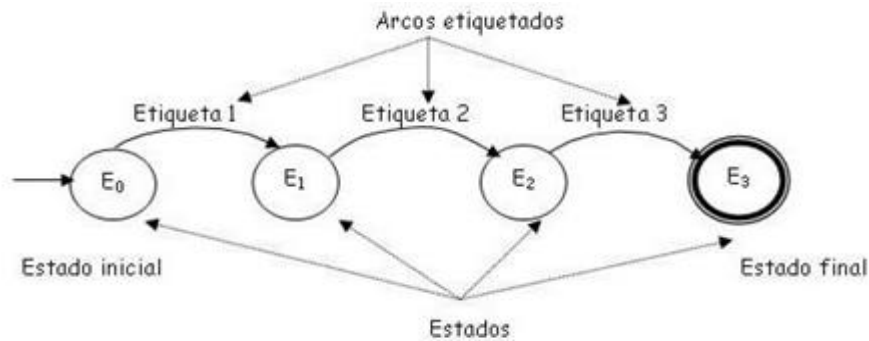 Arcos etiquetados
Etiqueta 1 Etiqueta 2 Etiqueta 3
E₀ E₁ E₂ E₃
Estado inicial Estado final
Estados